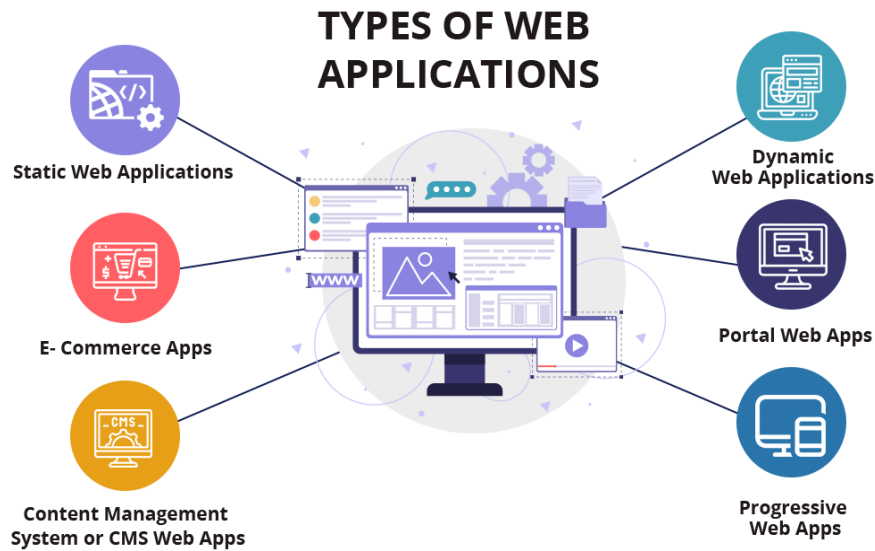 TYPES OF WEB
APPLICATIONS
</>
Static Web Applications
Dynamic
Web Applications
WWW
$
E- Commerce Apps
Portal Web Apps
CMS
Content Management
System or CMS Web Apps
Progressive
Web Apps